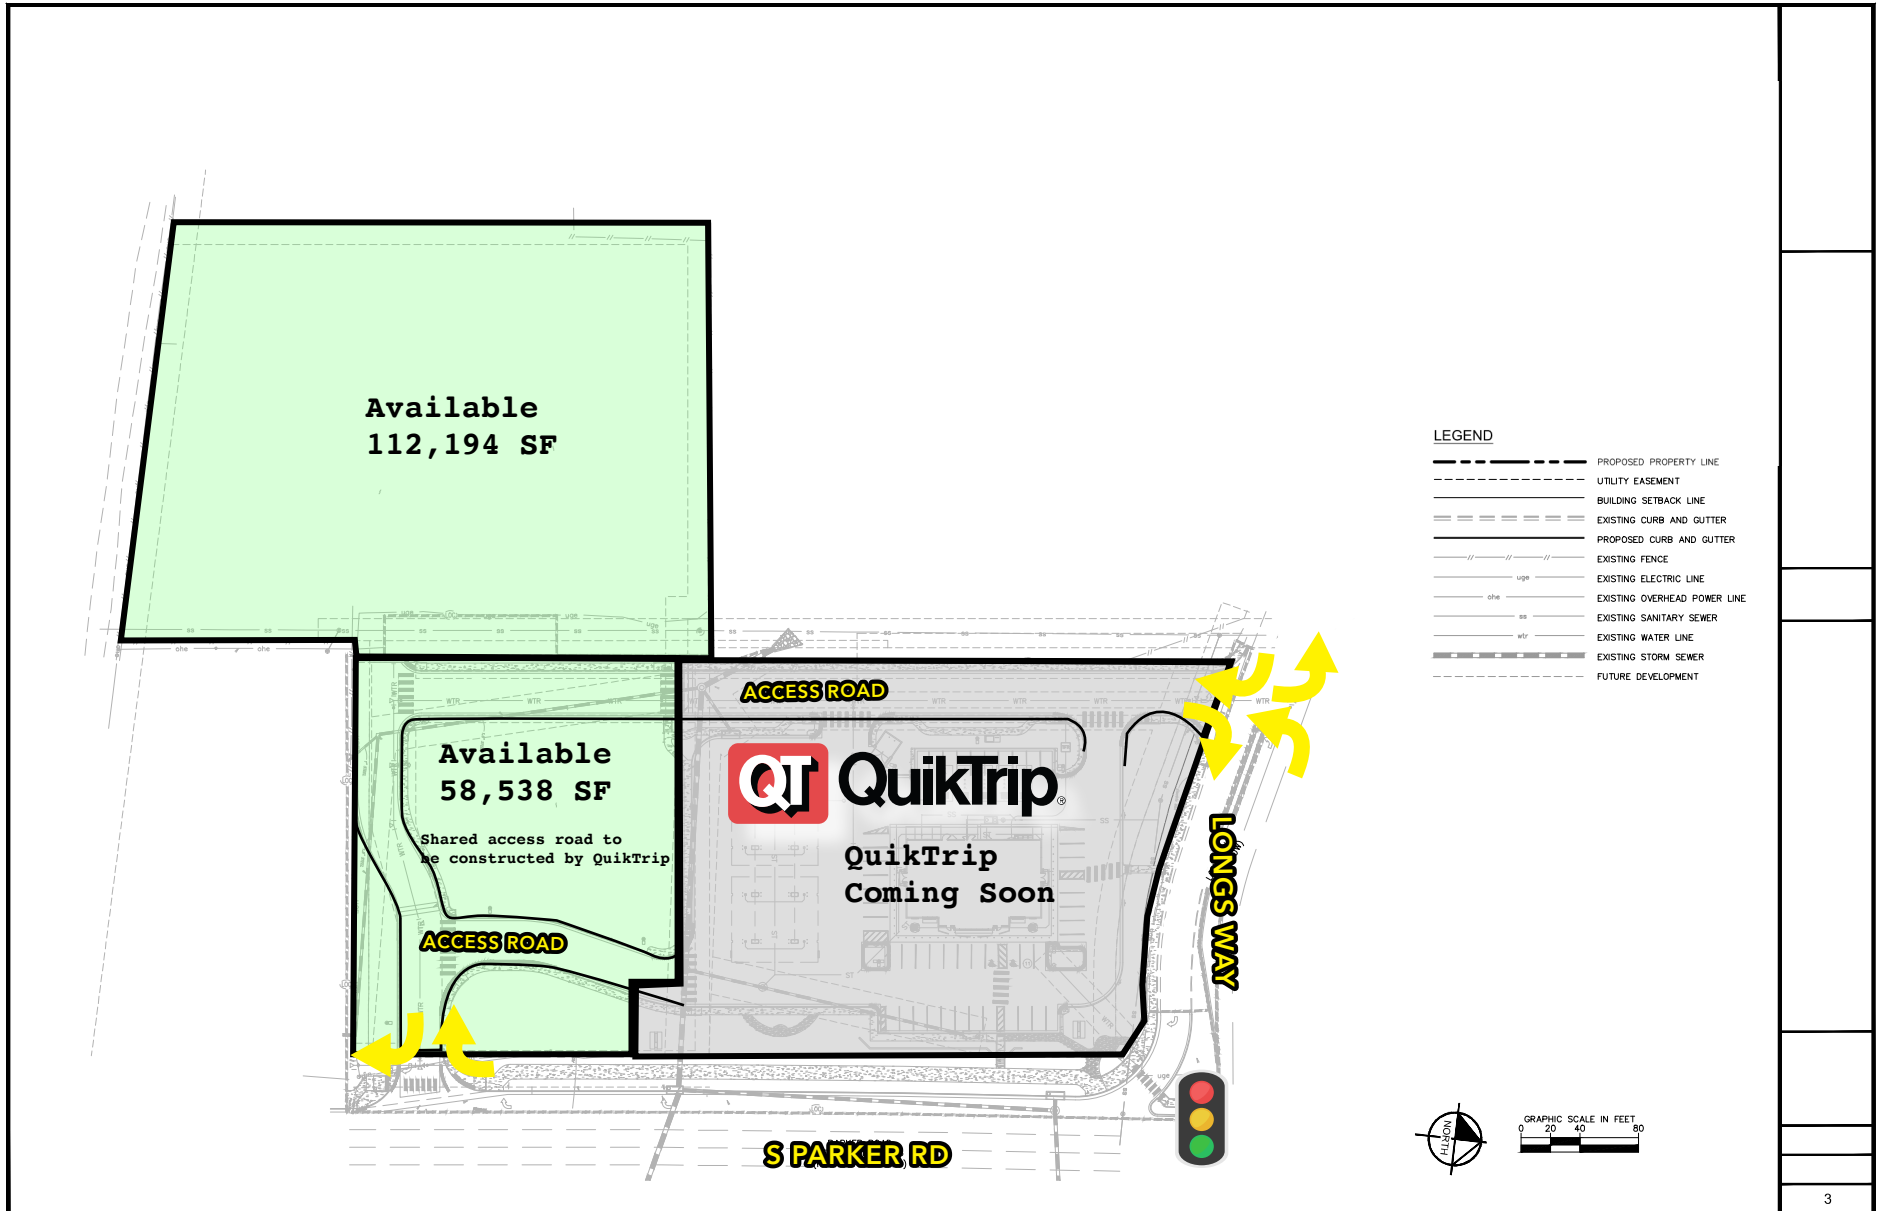 Available
112,194 SF
ACCESS ROAD
Available
58,538 SF
Shared access road to
be constructed by QuikTrip
QT QuikTrip®
QuikTrip
Coming Soon
ACCESS ROAD
LONGS WAY
S PARKER RD
LEGEND
PROPOSED PROPERTY LINE
UTILITY EASEMENT
BUILDING SETBACK LINE
EXISTING CURB AND GUTTER
PROPOSED CURB AND GUTTER
EXISTING FENCE
uge EXISTING ELECTRIC LINE
ohe EXISTING OVERHEAD POWER LINE
ss EXISTING SANITARY SEWER
wtr EXISTING WATER LINE
EXISTING STORM SEWER
FUTURE DEVELOPMENT
NORTH
GRAPHIC SCALE IN FEET
0 20 40 80
3